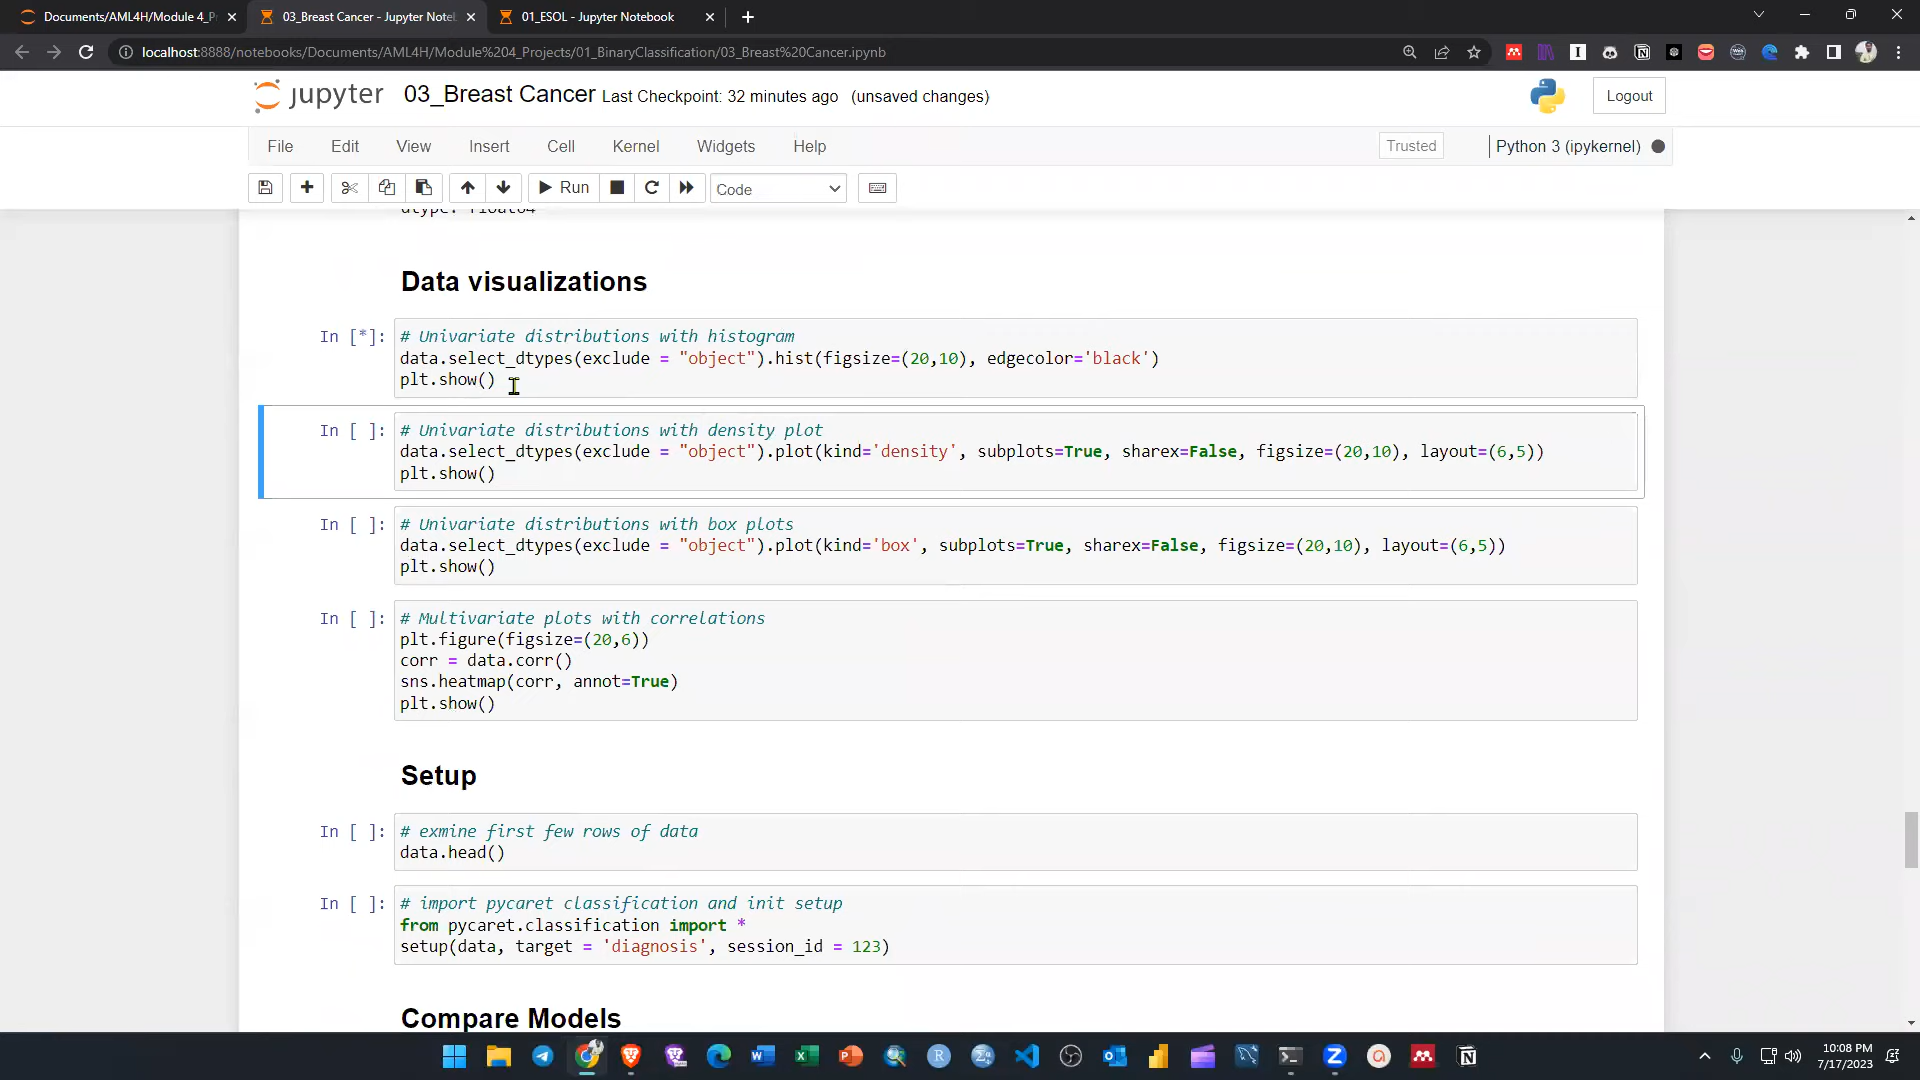 Documents/AML4H/Module 4_P
03_Breast Cancer - Jupyter Note
01_ESOL - Jupyter Notebook
localhost:8888/notebooks/Documents/AML4H/Module%204_Projects/01_BinaryClassification/03_Breast%20Cancer.ipynb
jupyter 03_Breast Cancer Last Checkpoint: 32 minutes ago (unsaved changes)
Logout
File Edit View Insert Cell Kernel Widgets Help
Trusted
Python 3 (ipykernel)
Run
Code
dtype: float64
Data visualizations
In [*]: # Univariate distributions with histogram
data.select_dtypes(exclude = "object").hist(figsize=(20,10), edgecolor='black')
plt.show()
In [ ]: # Univariate distributions with density plot
data.select_dtypes(exclude = "object").plot(kind='density', subplots=True, sharex=False, figsize=(20,10), layout=(6,5))
plt.show()
In [ ]: # Univariate distributions with box plots
data.select_dtypes(exclude = "object").plot(kind='box', subplots=True, sharex=False, figsize=(20,10), layout=(6,5))
plt.show()
In [ ]: # Multivariate plots with correlations
plt.figure(figsize=(20,6))
corr = data.corr()
sns.heatmap(corr, annot=True)
plt.show()
Setup
In [ ]: # exmine first few rows of data
data.head()
In [ ]: # import pycaret classification and init setup
from pycaret.classification import *
setup(data, target = 'diagnosis', session_id = 123)
Compare Models
10:08 PM
7/17/2023